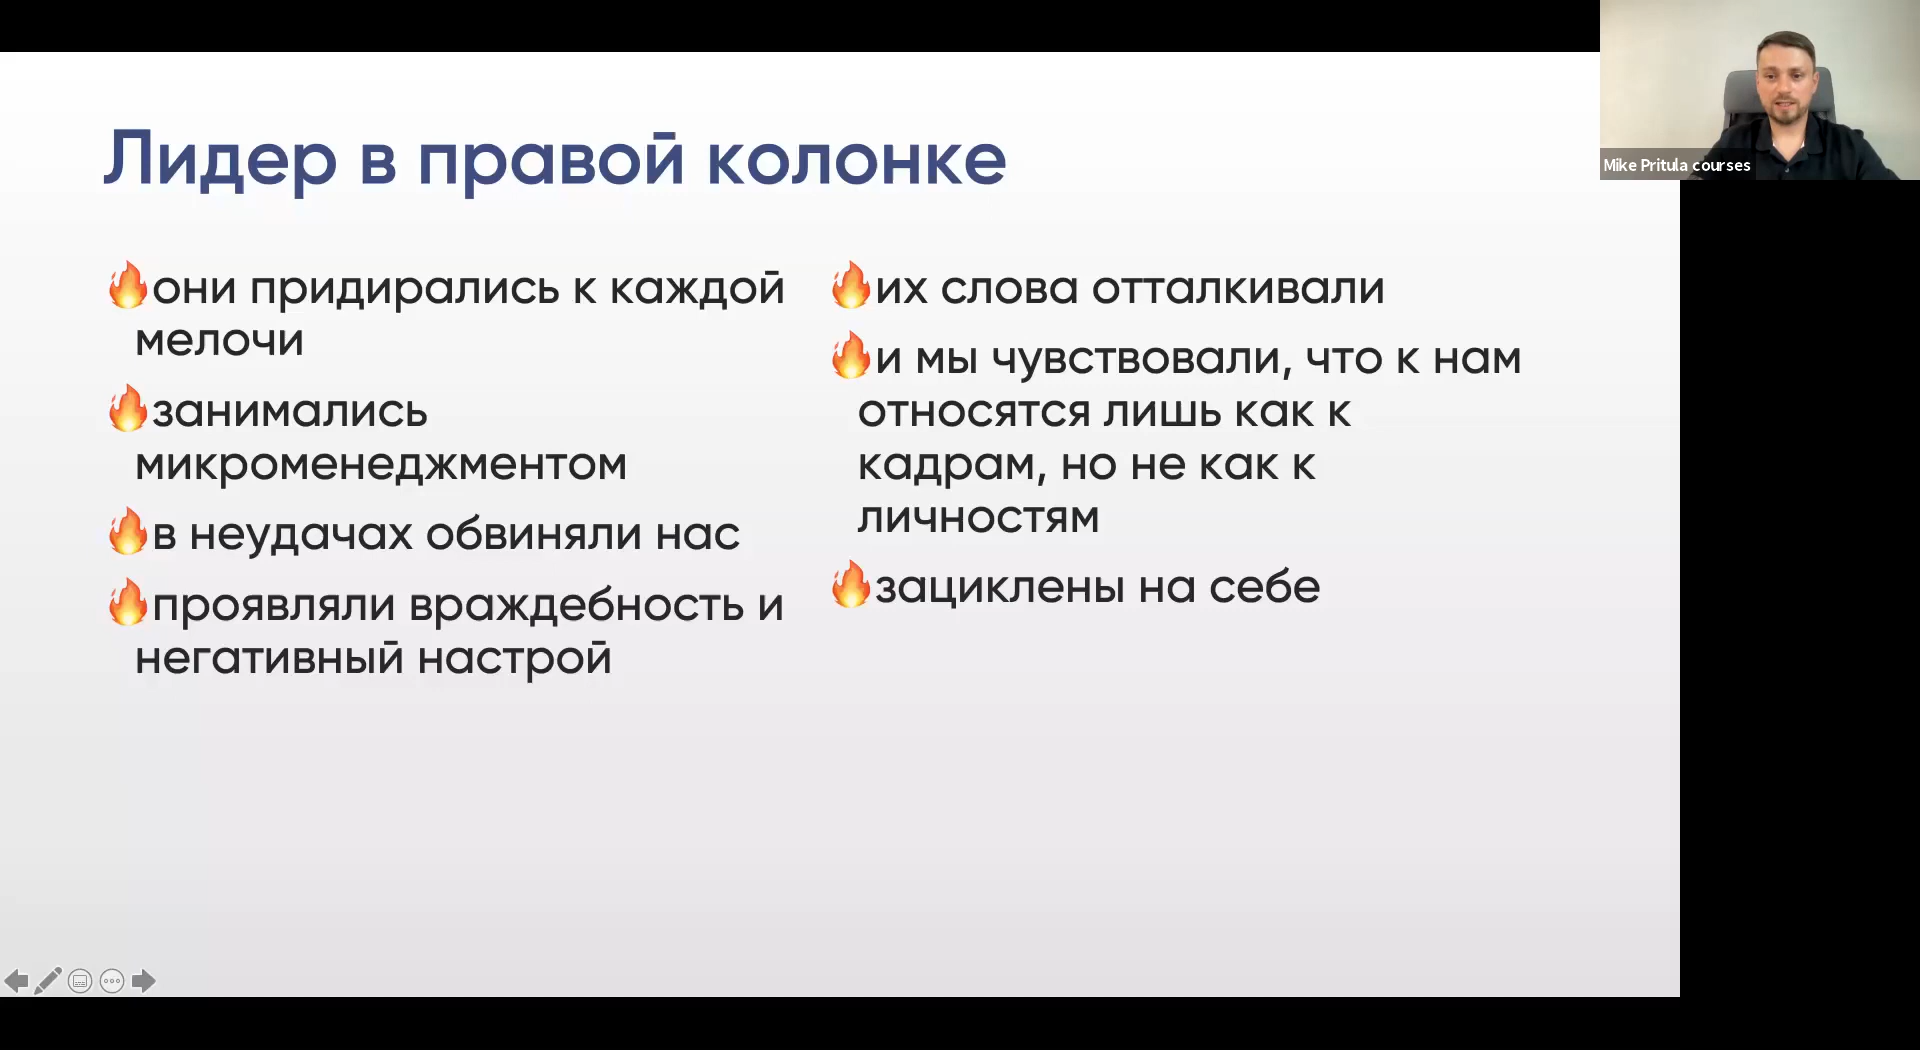 Лидер в правой колонке
🔥они придирались к каждой
мелочи
🔥занимались
микроменеджментом
🔥в неудачах обвиняли нас
🔥проявляли враждебность и
негативный настрой
🔥их слова отталкивали
🔥и мы чувствовали, что к нам
относятся лишь как к
кадрам, но не как к
личностям
🔥зациклены на себе
Mike Pritula courses